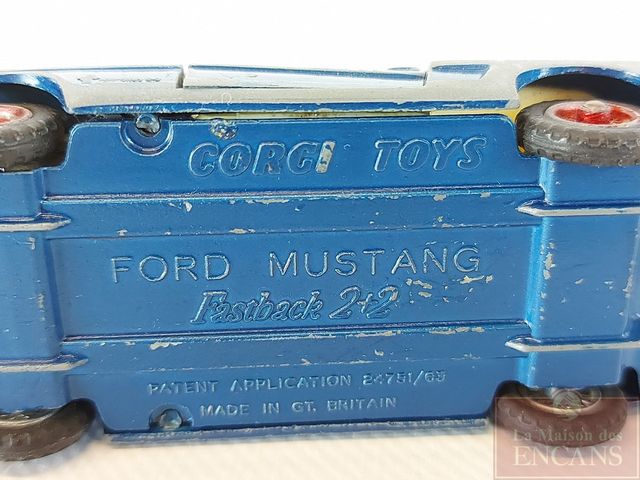 CORGI TOYS
FORD MUSTANG
Fastback 2+2
PATENT APPLICATION 24751/65
MADE IN GT. BRITAIN
La Maison des
ENCANS